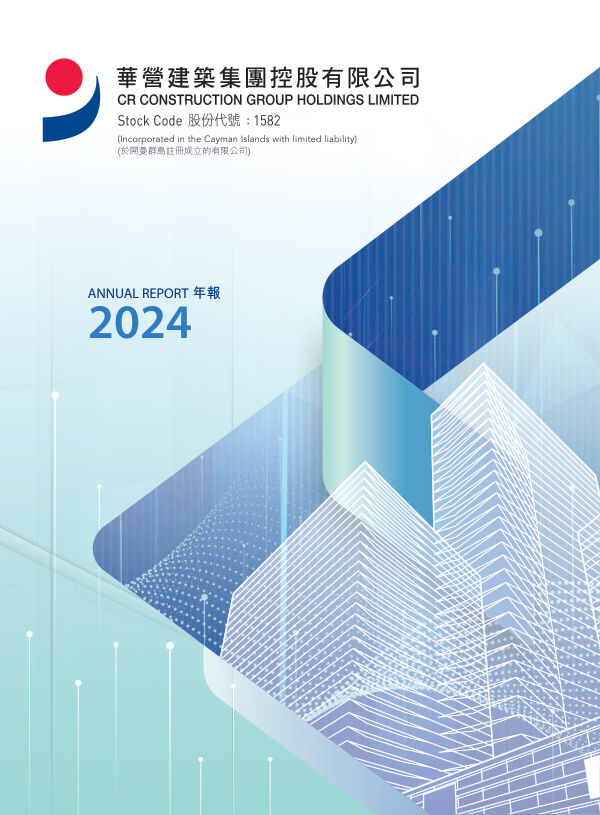 華營建築集團控股有限公司
CR CONSTRUCTION GROUP HOLDINGS LIMITED
Stock Code 股份代號：1582
(Incorporated in the Cayman Islands with limited liability)
(於開曼群島註冊成立的有限公司)
ANNUAL REPORT 年報
2024